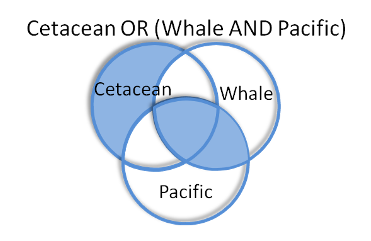 Cetacean OR (Whale AND Pacific)
Cetacean
Whale
Pacific